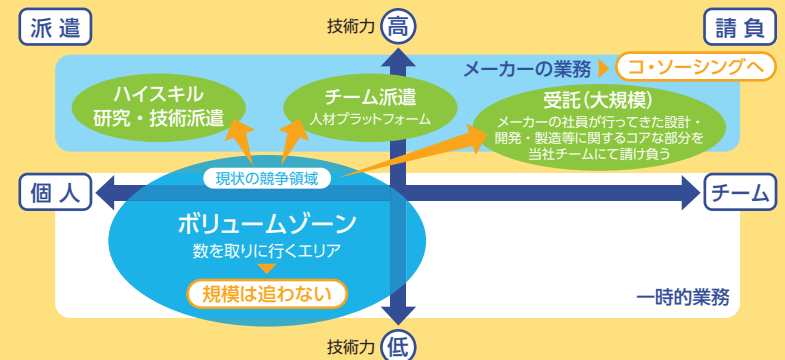 派遣
技術力 高
請負
メーカーの業務 コ・ソーシングへ
ハイスキル
研究・技術派遣
チーム派遣
人材プラットフォーム
受託(大規模)
メーカーの社員が行ってきた設計・
開発・製造等に関するコアな部分を
当社チームにて請け負う
現状の競争領域
個人
チーム
ボリュームゾーン
数を取りに行くエリア
規模は追わない
一時的業務
技術力 低